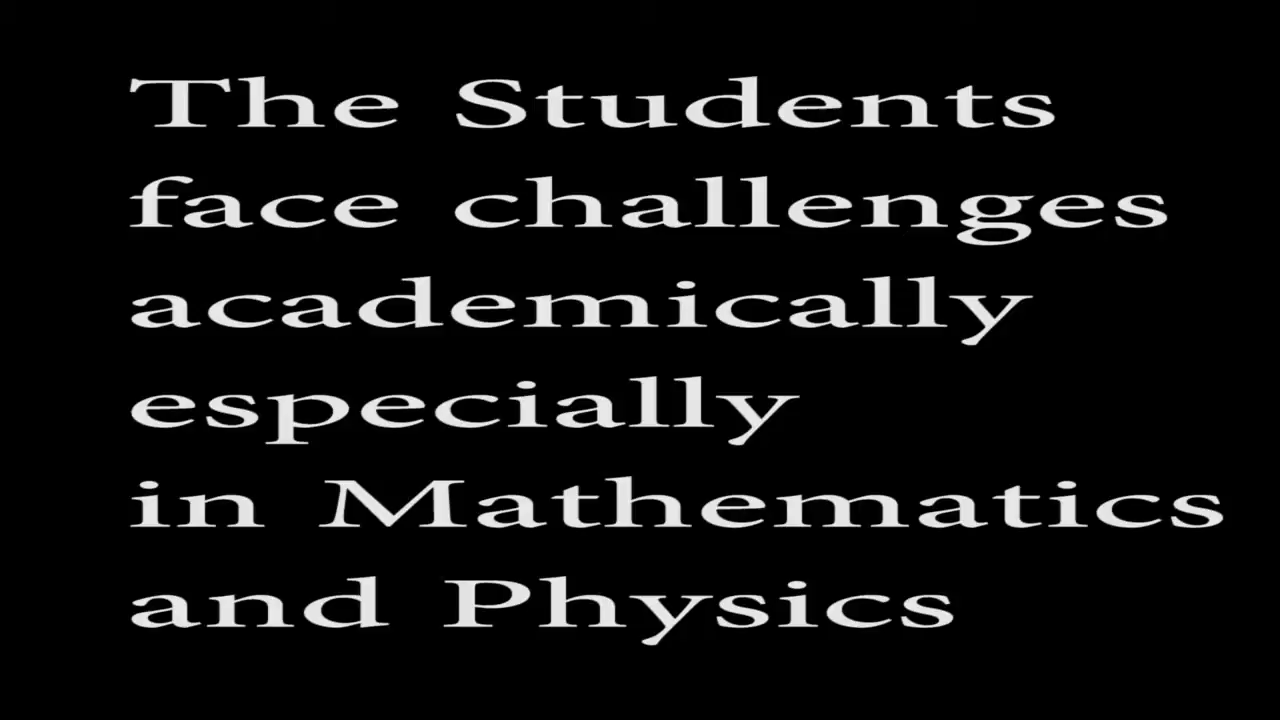 The Students
face challenges
academically
especially
in Mathematics
and Physics